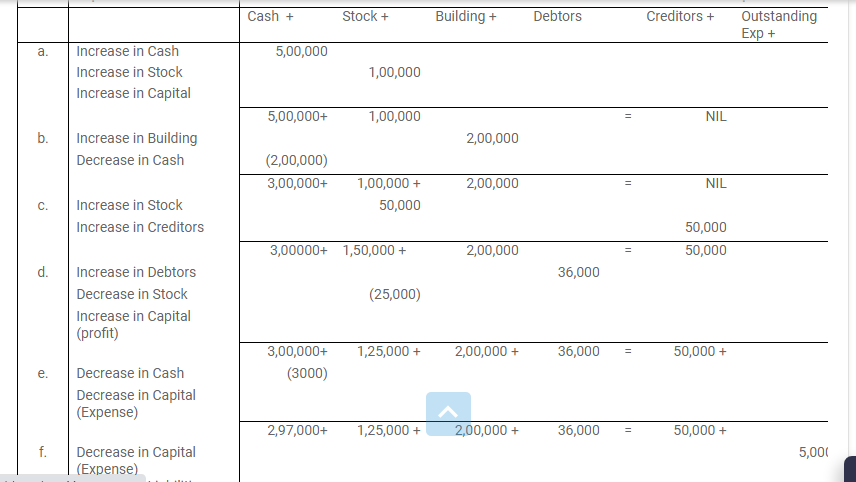 Cash + Stock + Building + Debtors Creditors + Outstanding
Exp +
a. Increase in Cash 5,00,000
Increase in Stock 1,00,000
Increase in Capital
5,00,000+ 1,00,000 = NIL
b. Increase in Building 2,00,000
Decrease in Cash (2,00,000)
3,00,000+ 1,00,000 + 2,00,000 = NIL
c. Increase in Stock 50,000
Increase in Creditors 50,000
3,00000+ 1,50,000 + 2,00,000 = 50,000
d. Increase in Debtors 36,000
Decrease in Stock (25,000)
Increase in Capital
(profit)
3,00,000+ 1,25,000 + 2,00,000 + 36,000 = 50,000 +
e. Decrease in Cash (3000)
Decrease in Capital
(Expense)
2,97,000+ 1,25,000 + 2,00,000 + 36,000 = 50,000 +
f. Decrease in Capital 5,00
(Expense)